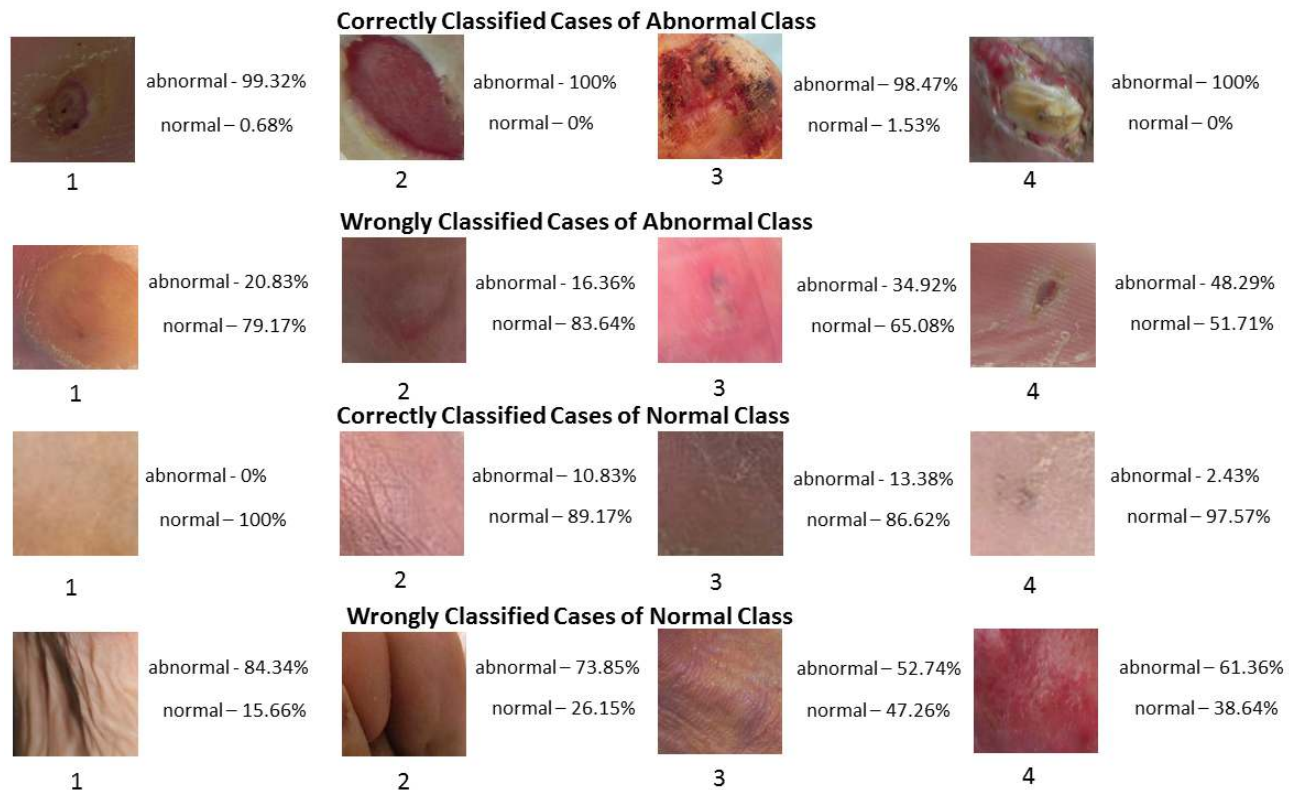 Correctly Classified Cases of Abnormal Class
abnormal - 99.32%
normal – 0.68%
1
abnormal - 100%
normal – 0%
2
abnormal – 98.47%
normal – 1.53%
3
abnormal - 100%
normal – 0%
4
Wrongly Classified Cases of Abnormal Class
abnormal - 20.83%
normal – 79.17%
1
abnormal - 16.36%
normal – 83.64%
2
abnormal - 34.92%
normal – 65.08%
3
abnormal - 48.29%
normal – 51.71%
4
Correctly Classified Cases of Normal Class
abnormal - 0%
normal – 100%
1
abnormal – 10.83%
normal – 89.17%
2
abnormal - 13.38%
normal – 86.62%
3
abnormal - 2.43%
normal – 97.57%
4
Wrongly Classified Cases of Normal Class
abnormal - 84.34%
normal – 15.66%
1
abnormal – 73.85%
normal – 26.15%
2
abnormal – 52.74%
normal – 47.26%
3
abnormal – 61.36%
normal – 38.64%
4